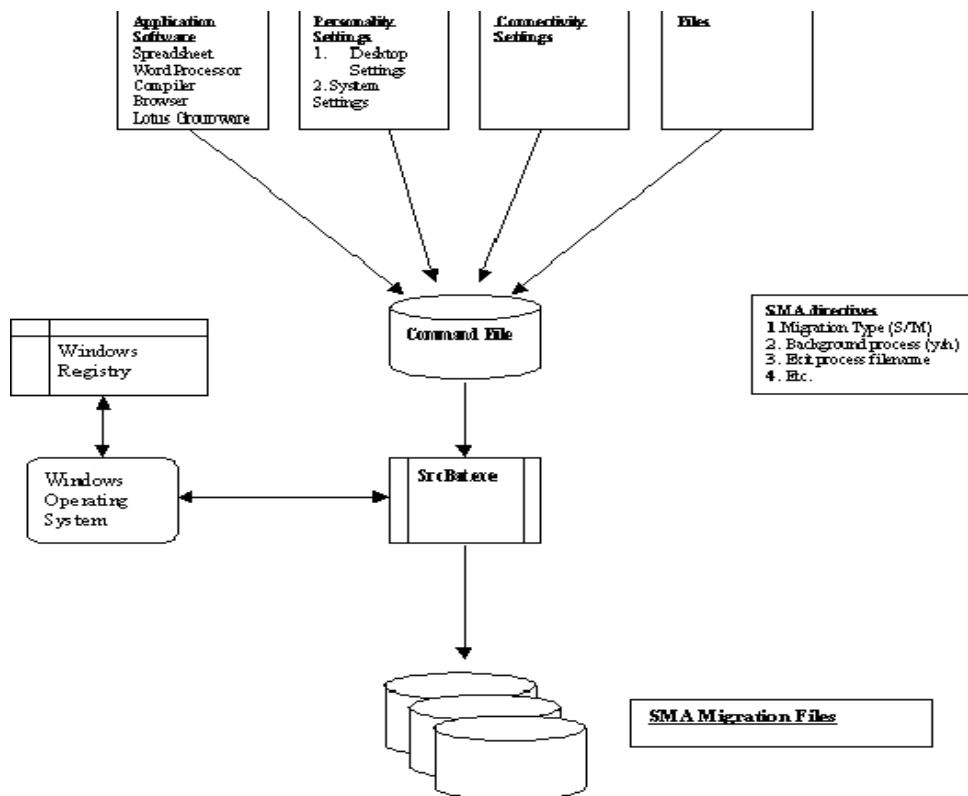 Application
Software
Spreadsheet
Word Processor
Compiler
Browser
Lotus Groupware
Personality
Settings
1. Desktop
Settings
2. System
Settings
Connectivity
Settings
Files
Command File
SMA directives
1. Migration Type (S/M)
2. Background process (y/n)
3. Exit process filename
4. Etc.
Windows
Registry
Windows
Operating
System
SrcBat.exe
SMA Migration Files